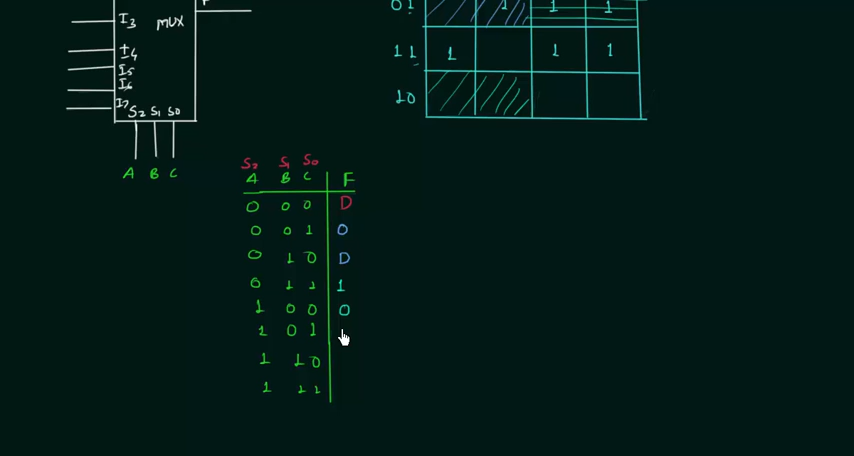 I3 MUX
I4
I5
I6
I7
S2 S1 S0
A B C
01 1 1 1
11 1 1 1
10
S2 S1 S0
A B C F
0 0 0 D
0 0 1 0
0 1 0 D
0 1 1 1
1 0 0 0
1 0 1
1 1 0
1 1 1